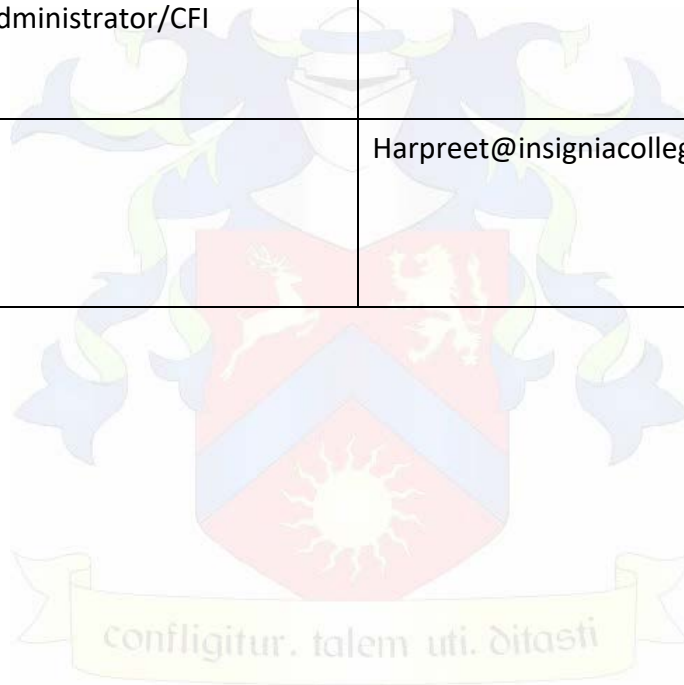 dministrator/CFI
Harpreet@insigniacolleg
confligitur. talem uti. ditasti